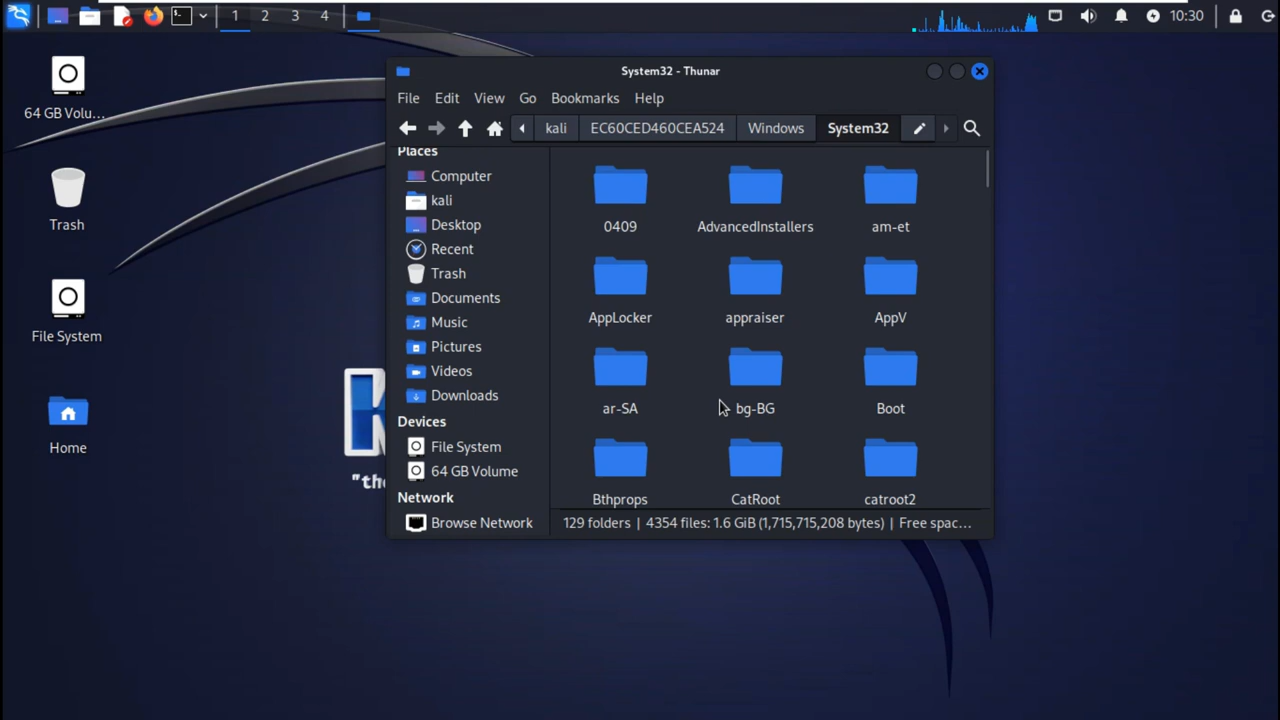 1 2 3 4
10:30
64 GB Volu...
Trash
File System
Home
"the
System32 - Thunar
File Edit View Go Bookmarks Help
kali EC60CED460CEA524 Windows System32
Places
Computer
kali
Desktop
Recent
Trash
Documents
Music
Pictures
Videos
Downloads
Devices
File System
64 GB Volume
Network
Browse Network
0409 AdvancedInstallers am-et
AppLocker appraiser AppV
ar-SA bg-BG Boot
Bthprops CatRoot catroot2
129 folders | 4354 files: 1.6 GiB (1,715,715,208 bytes) | Free spac...